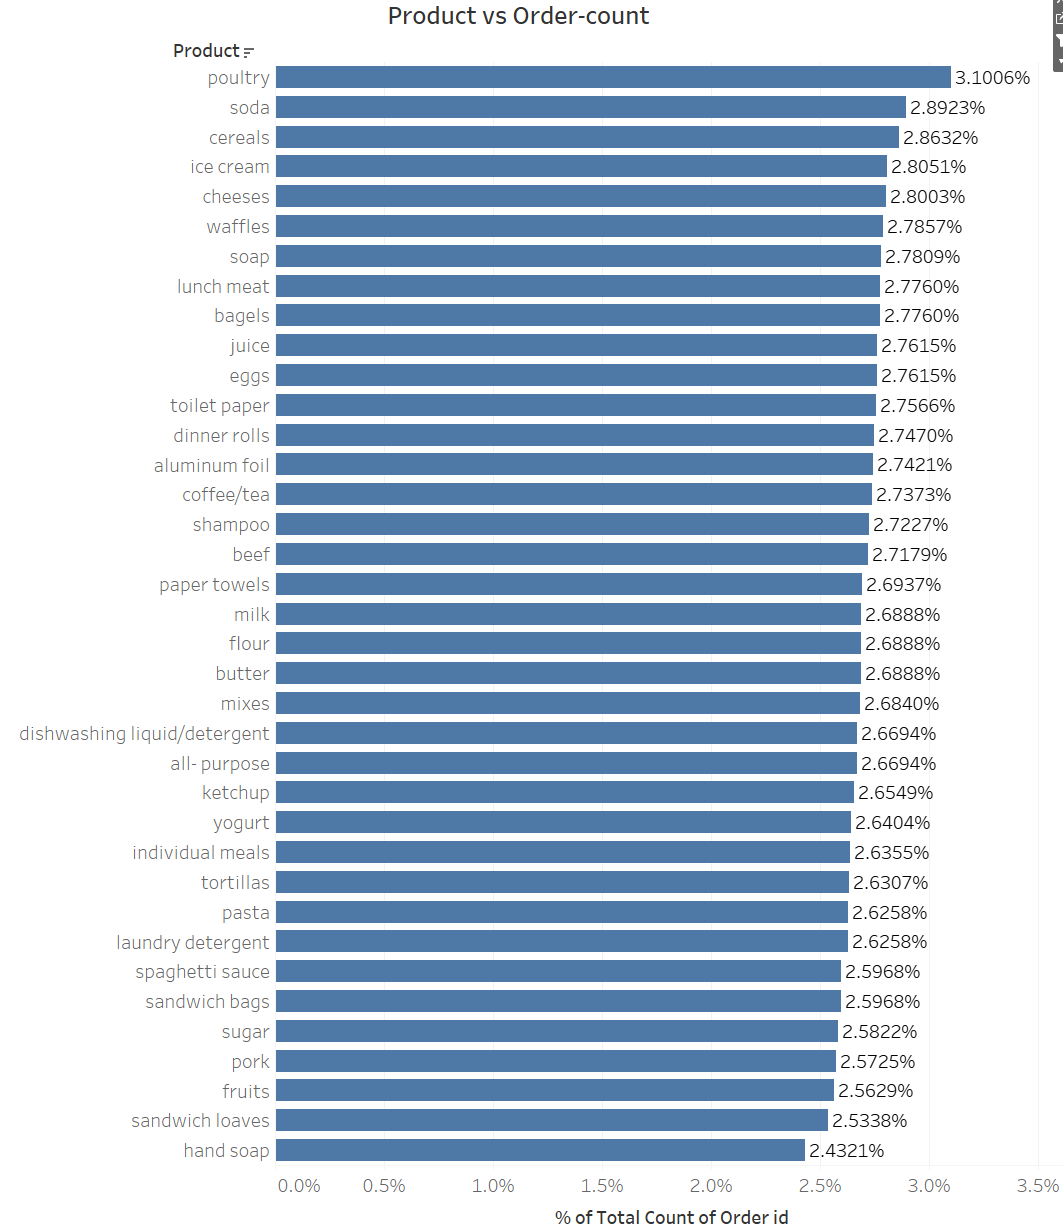 Product vs Order-count
Product
poultry 3.1006%
soda 2.8923%
cereals 2.8632%
ice cream 2.8051%
cheeses 2.8003%
waffles 2.7857%
soap 2.7809%
lunch meat 2.7760%
bagels 2.7760%
juice 2.7615%
eggs 2.7615%
toilet paper 2.7566%
dinner rolls 2.7470%
aluminum foil 2.7421%
coffee/tea 2.7373%
shampoo 2.7227%
beef 2.7179%
paper towels 2.6937%
milk 2.6888%
flour 2.6888%
butter 2.6888%
mixes 2.6840%
dishwashing liquid/detergent 2.6694%
all- purpose 2.6694%
ketchup 2.6549%
yogurt 2.6404%
individual meals 2.6355%
tortillas 2.6307%
pasta 2.6258%
laundry detergent 2.6258%
spaghetti sauce 2.5968%
sandwich bags 2.5968%
sugar 2.5822%
pork 2.5725%
fruits 2.5629%
sandwich loaves 2.5338%
hand soap 2.4321%
0.0% 0.5% 1.0% 1.5% 2.0% 2.5% 3.0% 3.5%
% of Total Count of Order id